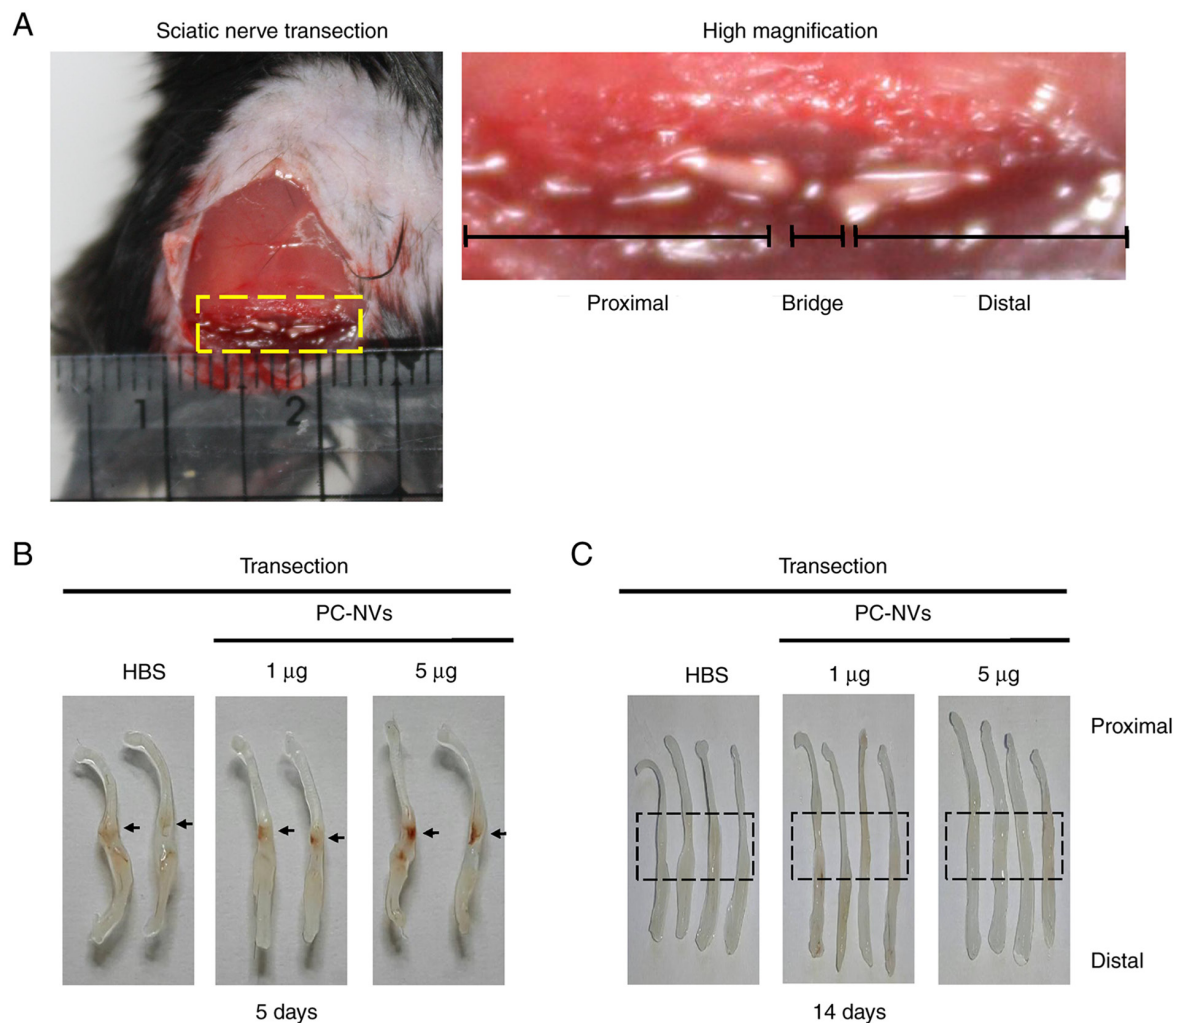 A
Sciatic nerve transection
High magnification
1
2
Proximal
Bridge
Distal
B
Transection
PC-NVs
HBS
1 μg
5 μg
5 days
C
Transection
PC-NVs
HBS
1 μg
5 μg
Proximal
Distal
14 days